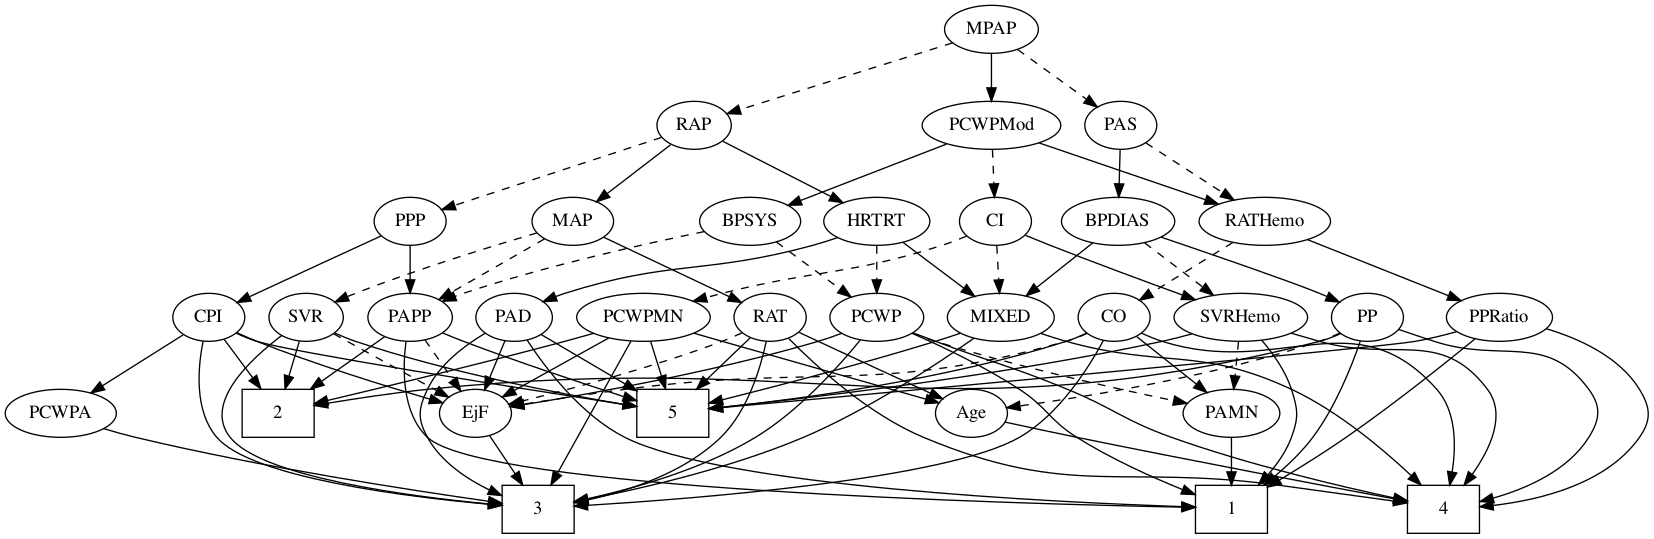 MPAP
RAP
PCWPMod
PAS
PPP
MAP
BPSYS
HRTRT
CI
BPDIAS
RATHemo
CPI
SVR
PAPP
PAD
PCWPMN
RAT
PCWP
MIXED
CO
SVRHemo
PP
PPRatio
PCWPA
2
EjF
5
Age
PAMN
3
1
4